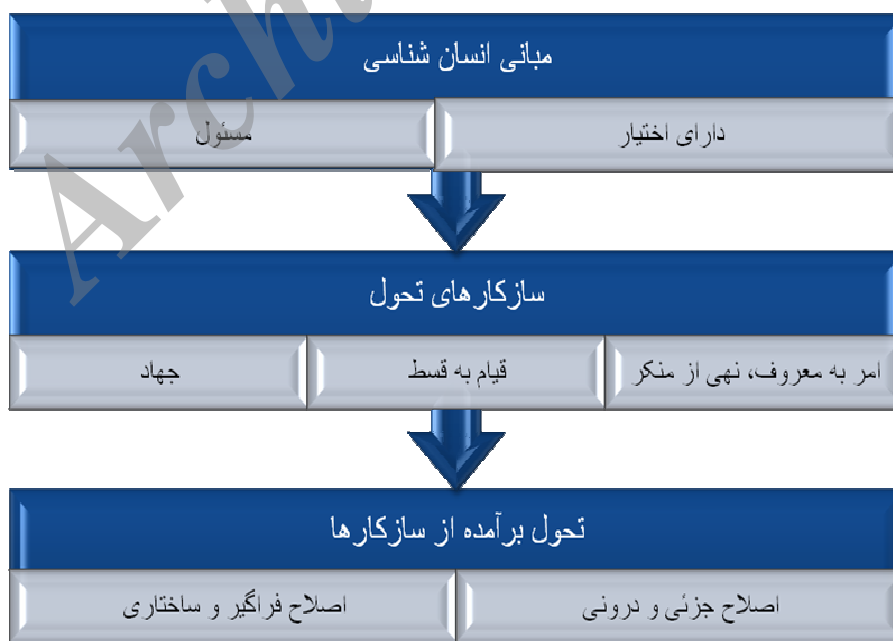 مبانی انسان شناسی
دارای اختیار
مسئول
سازکارهای تحول
امر به معروف، نهی از منکر
قیام به قسط
جهاد
تحول برآمده از سازکارها
اصلاح جزئی و درونی
اصلاح فراگیر و ساختاری